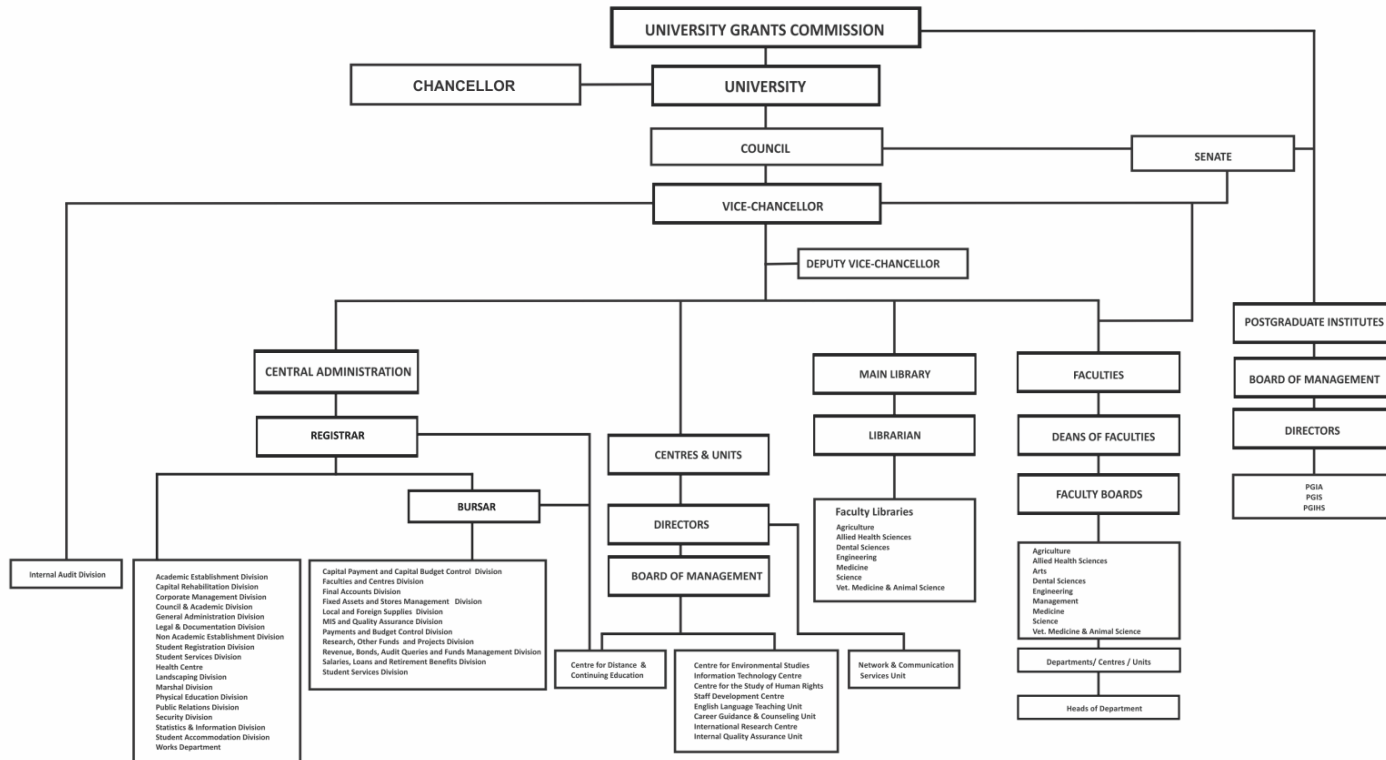 UNIVERSITY GRANTS COMMISSION
CHANCELLOR
UNIVERSITY
COUNCIL
SENATE
VICE-CHANCELLOR
DEPUTY VICE-CHANCELLOR
POSTGRADUATE INSTITUTES
BOARD OF MANAGEMENT
DIRECTORS
PGIA
PGIS
PGIHS
CENTRAL ADMINISTRATION
REGISTRAR
BURSAR
Internal Audit Division
Academic Establishment Division
Capital Rehabilitation Division
Corporate Management Division
Council & Academic Division
General Administration Division
Legal & Documentation Division
Non Academic Establishment Division
Student Registration Division
Student Services Division
Health Centre
Landscaping Division
Marshal Division
Physical Education Division
Public Relations Division
Security Division
Statistics & Information Division
Student Accommodation Division
Works Department
Capital Payment and Capital Budget Control Division
Faculties and Centres Division
Final Accounts Division
Fixed Assets and Stores Management Division
Local and Foreign Supplies Division
MIS and Quality Assurance Division
Payments and Budget Control Division
Research, Other Funds and Projects Division
Revenue, Bonds, Audit Queries and Funds Management Division
Salaries, Loans and Retirement Benefits Division
Student Services Division
CENTRES & UNITS
DIRECTORS
BOARD OF MANAGEMENT
Centre for Distance &
Continuing Education
Centre for Environmental Studies
Information Technology Centre
Centre for the Study of Human Rights
Staff Development Centre
English Language Teaching Unit
Career Guidance & Counseling Unit
International Research Centre
Internal Quality Assurance Unit
Network & Communication
Services Unit
MAIN LIBRARY
LIBRARIAN
Faculty Libraries
Agriculture
Allied Health Sciences
Dental Sciences
Engineering
Medicine
Science
Vet. Medicine & Animal Science
FACULTIES
DEANS OF FACULTIES
FACULTY BOARDS
Agriculture
Allied Health Sciences
Arts
Dental Sciences
Engineering
Management
Medicine
Science
Vet. Medicine & Animal Science
Departments/ Centres / Units
Heads of Department